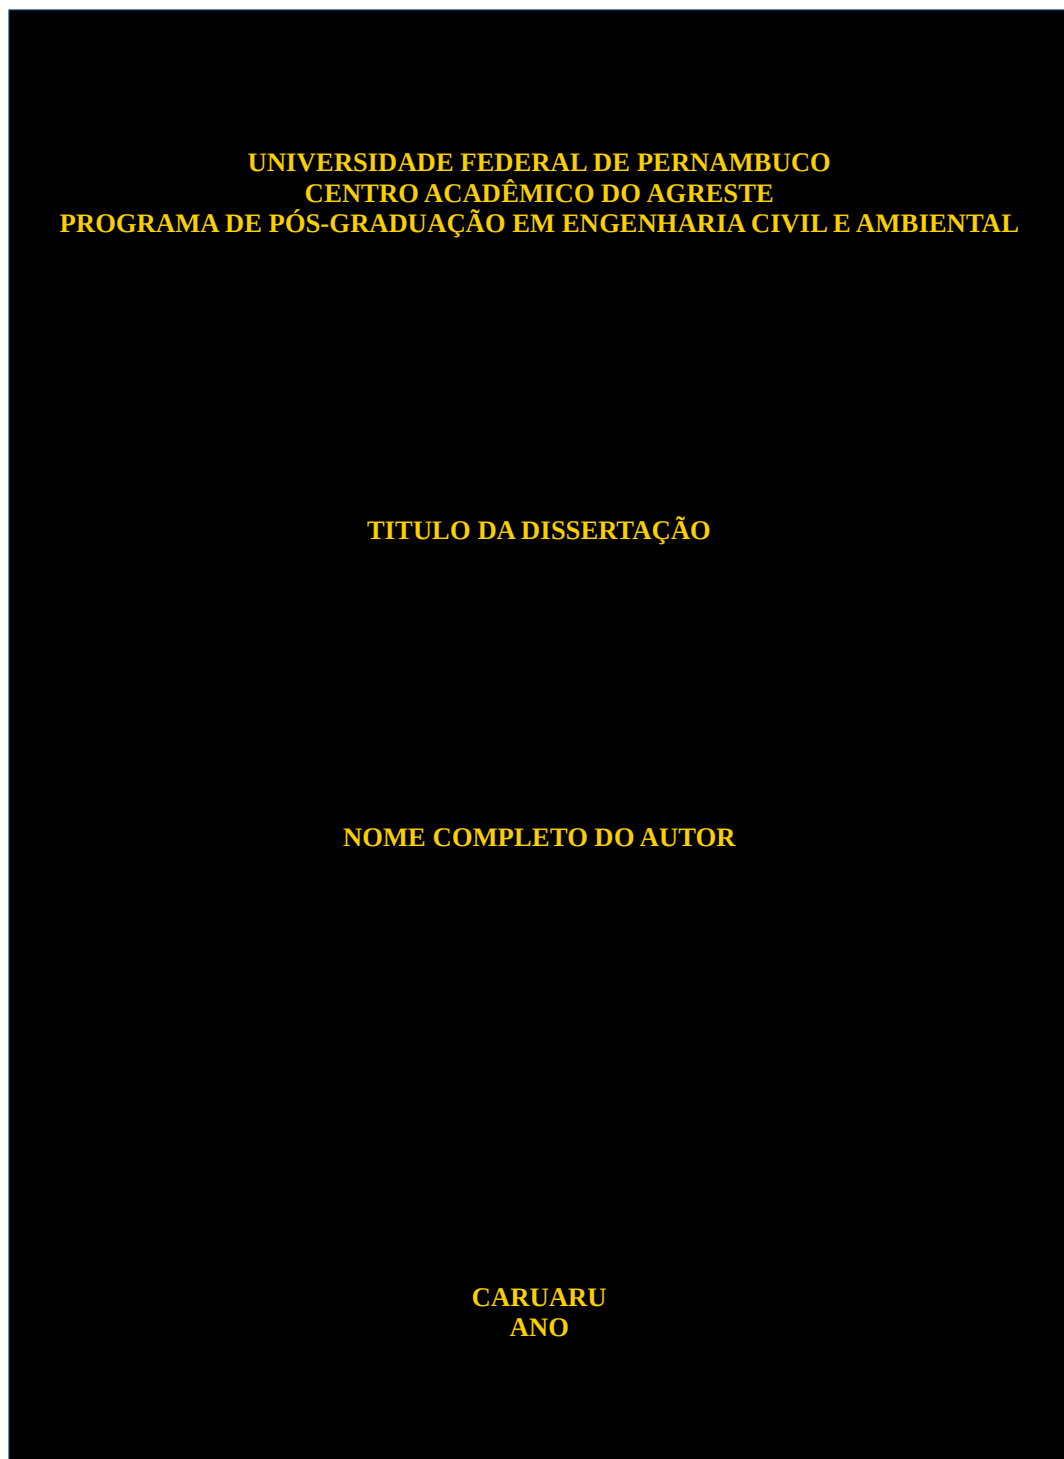 UNIVERSIDADE FEDERAL DE PERNAMBUCO
CENTRO ACADÊMICO DO AGRESTE
PROGRAMA DE PÓS-GRADUAÇÃO EM ENGENHARIA CIVIL E AMBIENTAL
TITULO DA DISSERTAÇÃO
NOME COMPLETO DO AUTOR
CARUARU
ANO